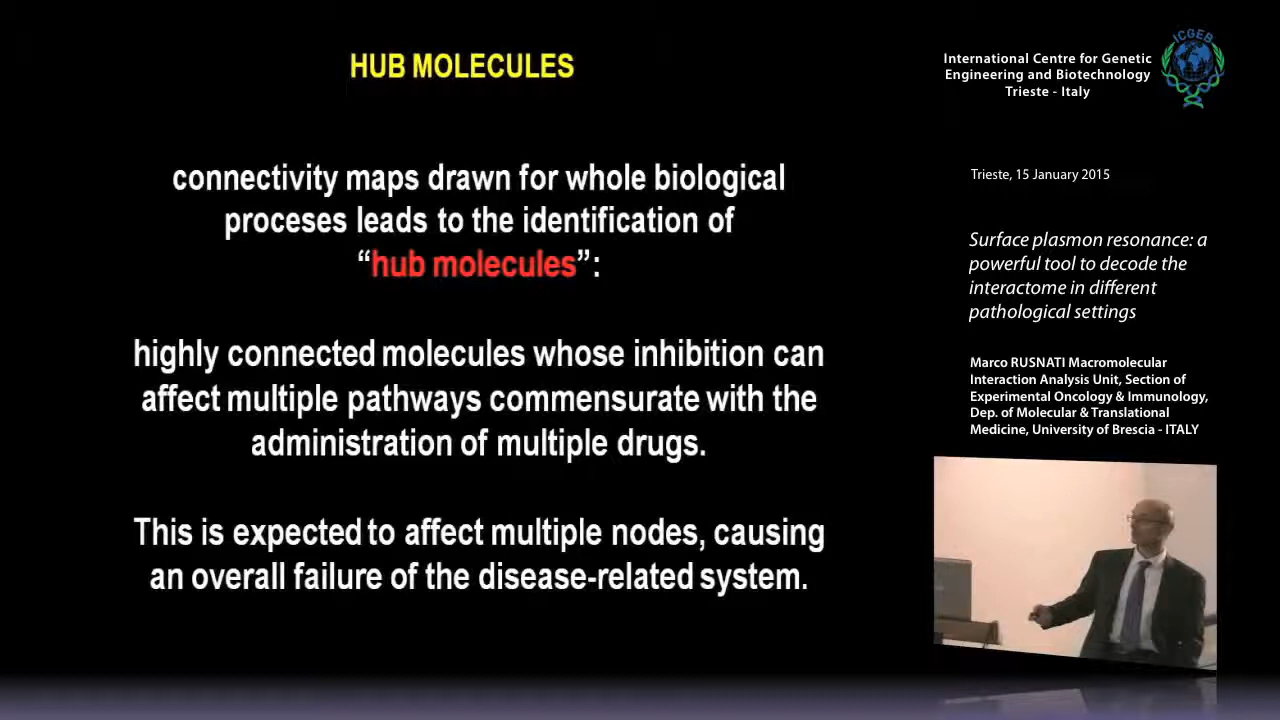 HUB MOLECULES
connectivity maps drawn for whole biological
proceses leads to the identification of
“hub molecules”:
highly connected molecules whose inhibition can
affect multiple pathways commensurate with the
administration of multiple drugs.
This is expected to affect multiple nodes, causing
an overall failure of the disease-related system.
International Centre for Genetic
Engineering and Biotechnology
Trieste - Italy
ICGEB
Trieste, 15 January 2015
Surface plasmon resonance: a
powerful tool to decode the
interactome in different
pathological settings
Marco RUSNATI Macromolecular
Interaction Analysis Unit, Section of
Experimental Oncology & Immunology,
Dep. of Molecular & Translational
Medicine, University of Brescia - ITALY